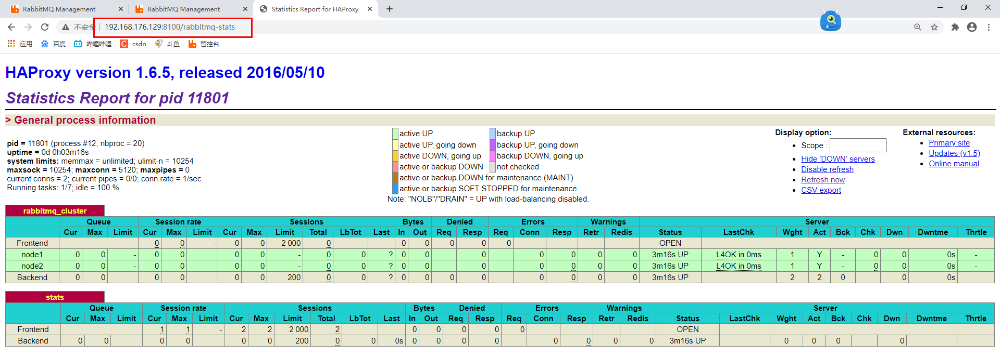 RabbitMQ Management
RabbitMQ Management
Statistics Report for HAProxy
不安全 192.168.176.129:8100/rabbitmq-stats
应用 百度 哔哩哔哩 csdn 斗鱼 管控台
HAProxy version 1.6.5, released 2016/05/10
Statistics Report for pid 11801
> General process information
pid = 11801 (process #12, nbproc = 20)
uptime = 0d 0h03m16s
system limits: memmax = unlimited; ulimit-n = 10254
maxsock = 10254; maxconn = 5120; maxpipes = 0
current conns = 2; current pipes = 0/0; conn rate = 1/sec
Running tasks: 1/7; idle = 100 %
active UP backup UP
active UP, going down backup UP, going down
active DOWN, going up backup DOWN, going up
active or backup DOWN not checked
active or backup DOWN for maintenance (MAINT)
active or backup SOFT STOPPED for maintenance
Note: "NOLB"/"DRAIN" = UP with load-balancing disabled.
Display option:
Scope :
Hide 'DOWN' servers
Disable refresh
Refresh now
CSV export
External resources:
Primary site
Updates (v1.5)
Online manual
rabbitmq_cluster
Queue Session rate Sessions Bytes Denied Errors Warnings Server
Cur Max Limit Cur Max Limit Cur Max Limit Total LbTot Last In Out Req Resp Req Conn Resp Retr Redis Status LastChk Wght Act Bck Chk Dwn Dwntme Thrtle
Frontend 0 0 - 0 0 2 000 0 0 0 0 0 0 OPEN
node1 0 0 - 0 0 0 0 - 0 0 ? 0 0 0 0 0 0 0 3m16s UP L4OK in 0ms 1 Y - 0 0 0s -
node2 0 0 - 0 0 0 0 - 0 0 ? 0 0 0 0 0 0 0 3m16s UP L4OK in 0ms 1 Y - 0 0 0s -
Backend 0 0 0 0 0 0 200 0 0 ? 0 0 0 0 0 0 0 0 3m16s UP 2 2 0 0 0s
stats
Queue Session rate Sessions Bytes Denied Errors Warnings Server
Cur Max Limit Cur Max Limit Cur Max Limit Total LbTot Last In Out Req Resp Req Conn Resp Retr Redis Status LastChk Wght Act Bck Chk Dwn Dwntme Thrtle
Frontend 1 1 - 2 2 2 000 2 0 0 0 0 0 OPEN
Backend 0 0 0 0 0 0 200 0 0 0s 0 0 0 0 0 0 0 0 3m16s UP 0 0 0 0